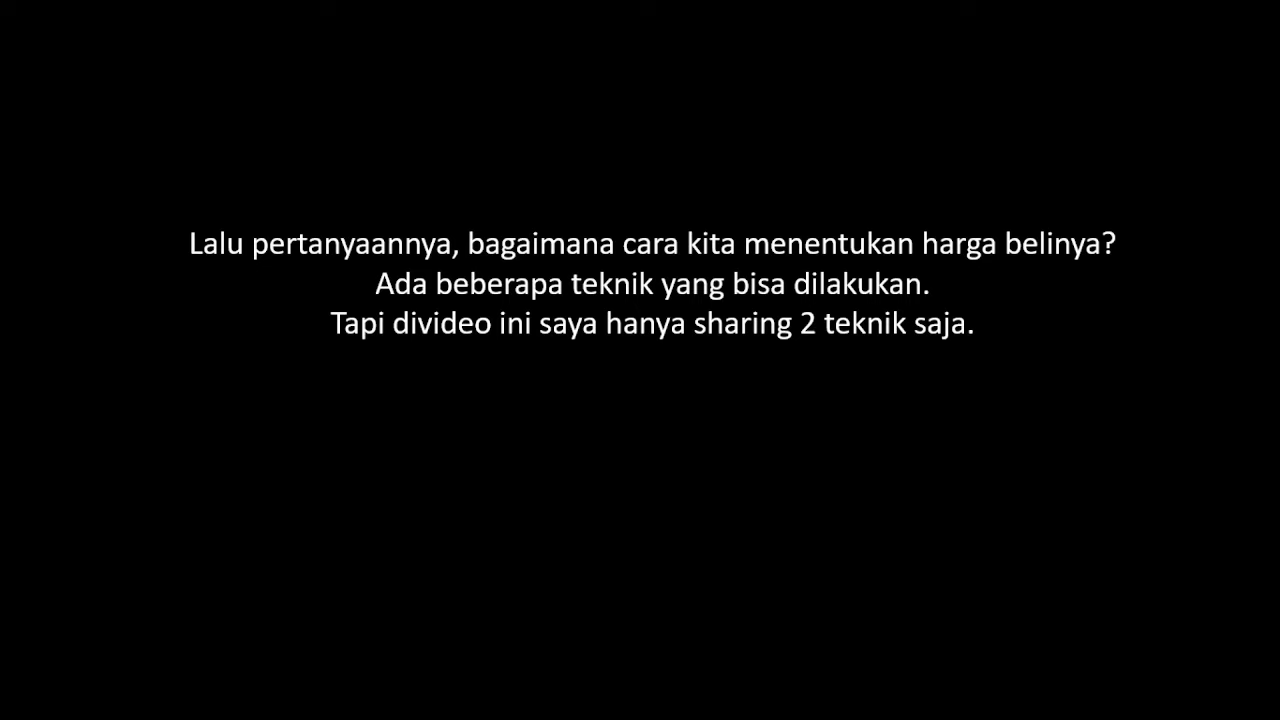 Lalu pertanyaannya, bagaimana cara kita menentukan harga belinya?
Ada beberapa teknik yang bisa dilakukan.
Tapi divideo ini saya hanya sharing 2 teknik saja.